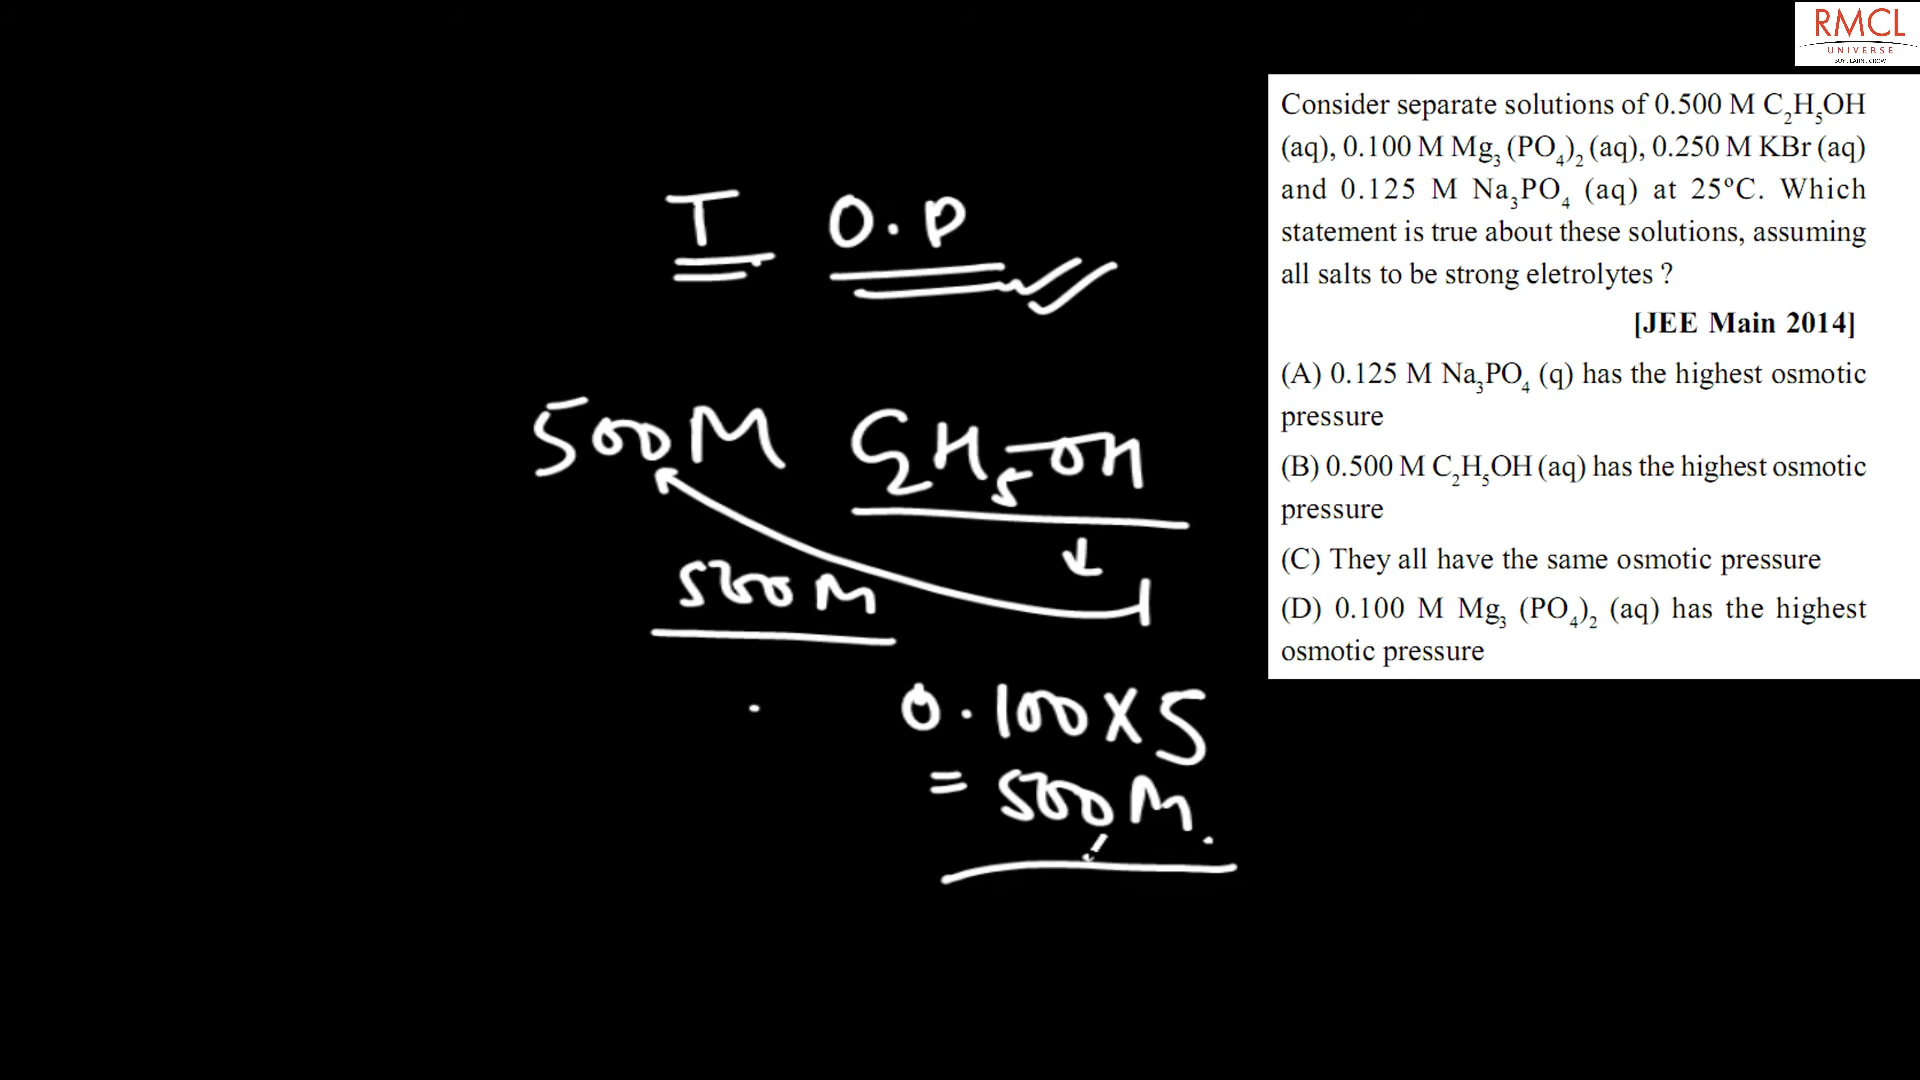 RMCL
UNIVERSE
Consider separate solutions of 0.500 M C₂H₅OH
(aq), 0.100 M Mg₃ (PO₄)₂ (aq), 0.250 M KBr (aq)
and 0.125 M Na₃PO₄ (aq) at 25ºC. Which
statement is true about these solutions, assuming
all salts to be strong eletrolytes ?
[JEE Main 2014]
(A) 0.125 M Na₃PO₄ (q) has the highest osmotic
pressure
(B) 0.500 M C₂H₅OH (aq) has the highest osmotic
pressure
(C) They all have the same osmotic pressure
(D) 0.100 M Mg₃ (PO₄)₂ (aq) has the highest
osmotic pressure
T O.P
500M C₂H₅OH
500M
1
0.100 X 5
= 500 M.